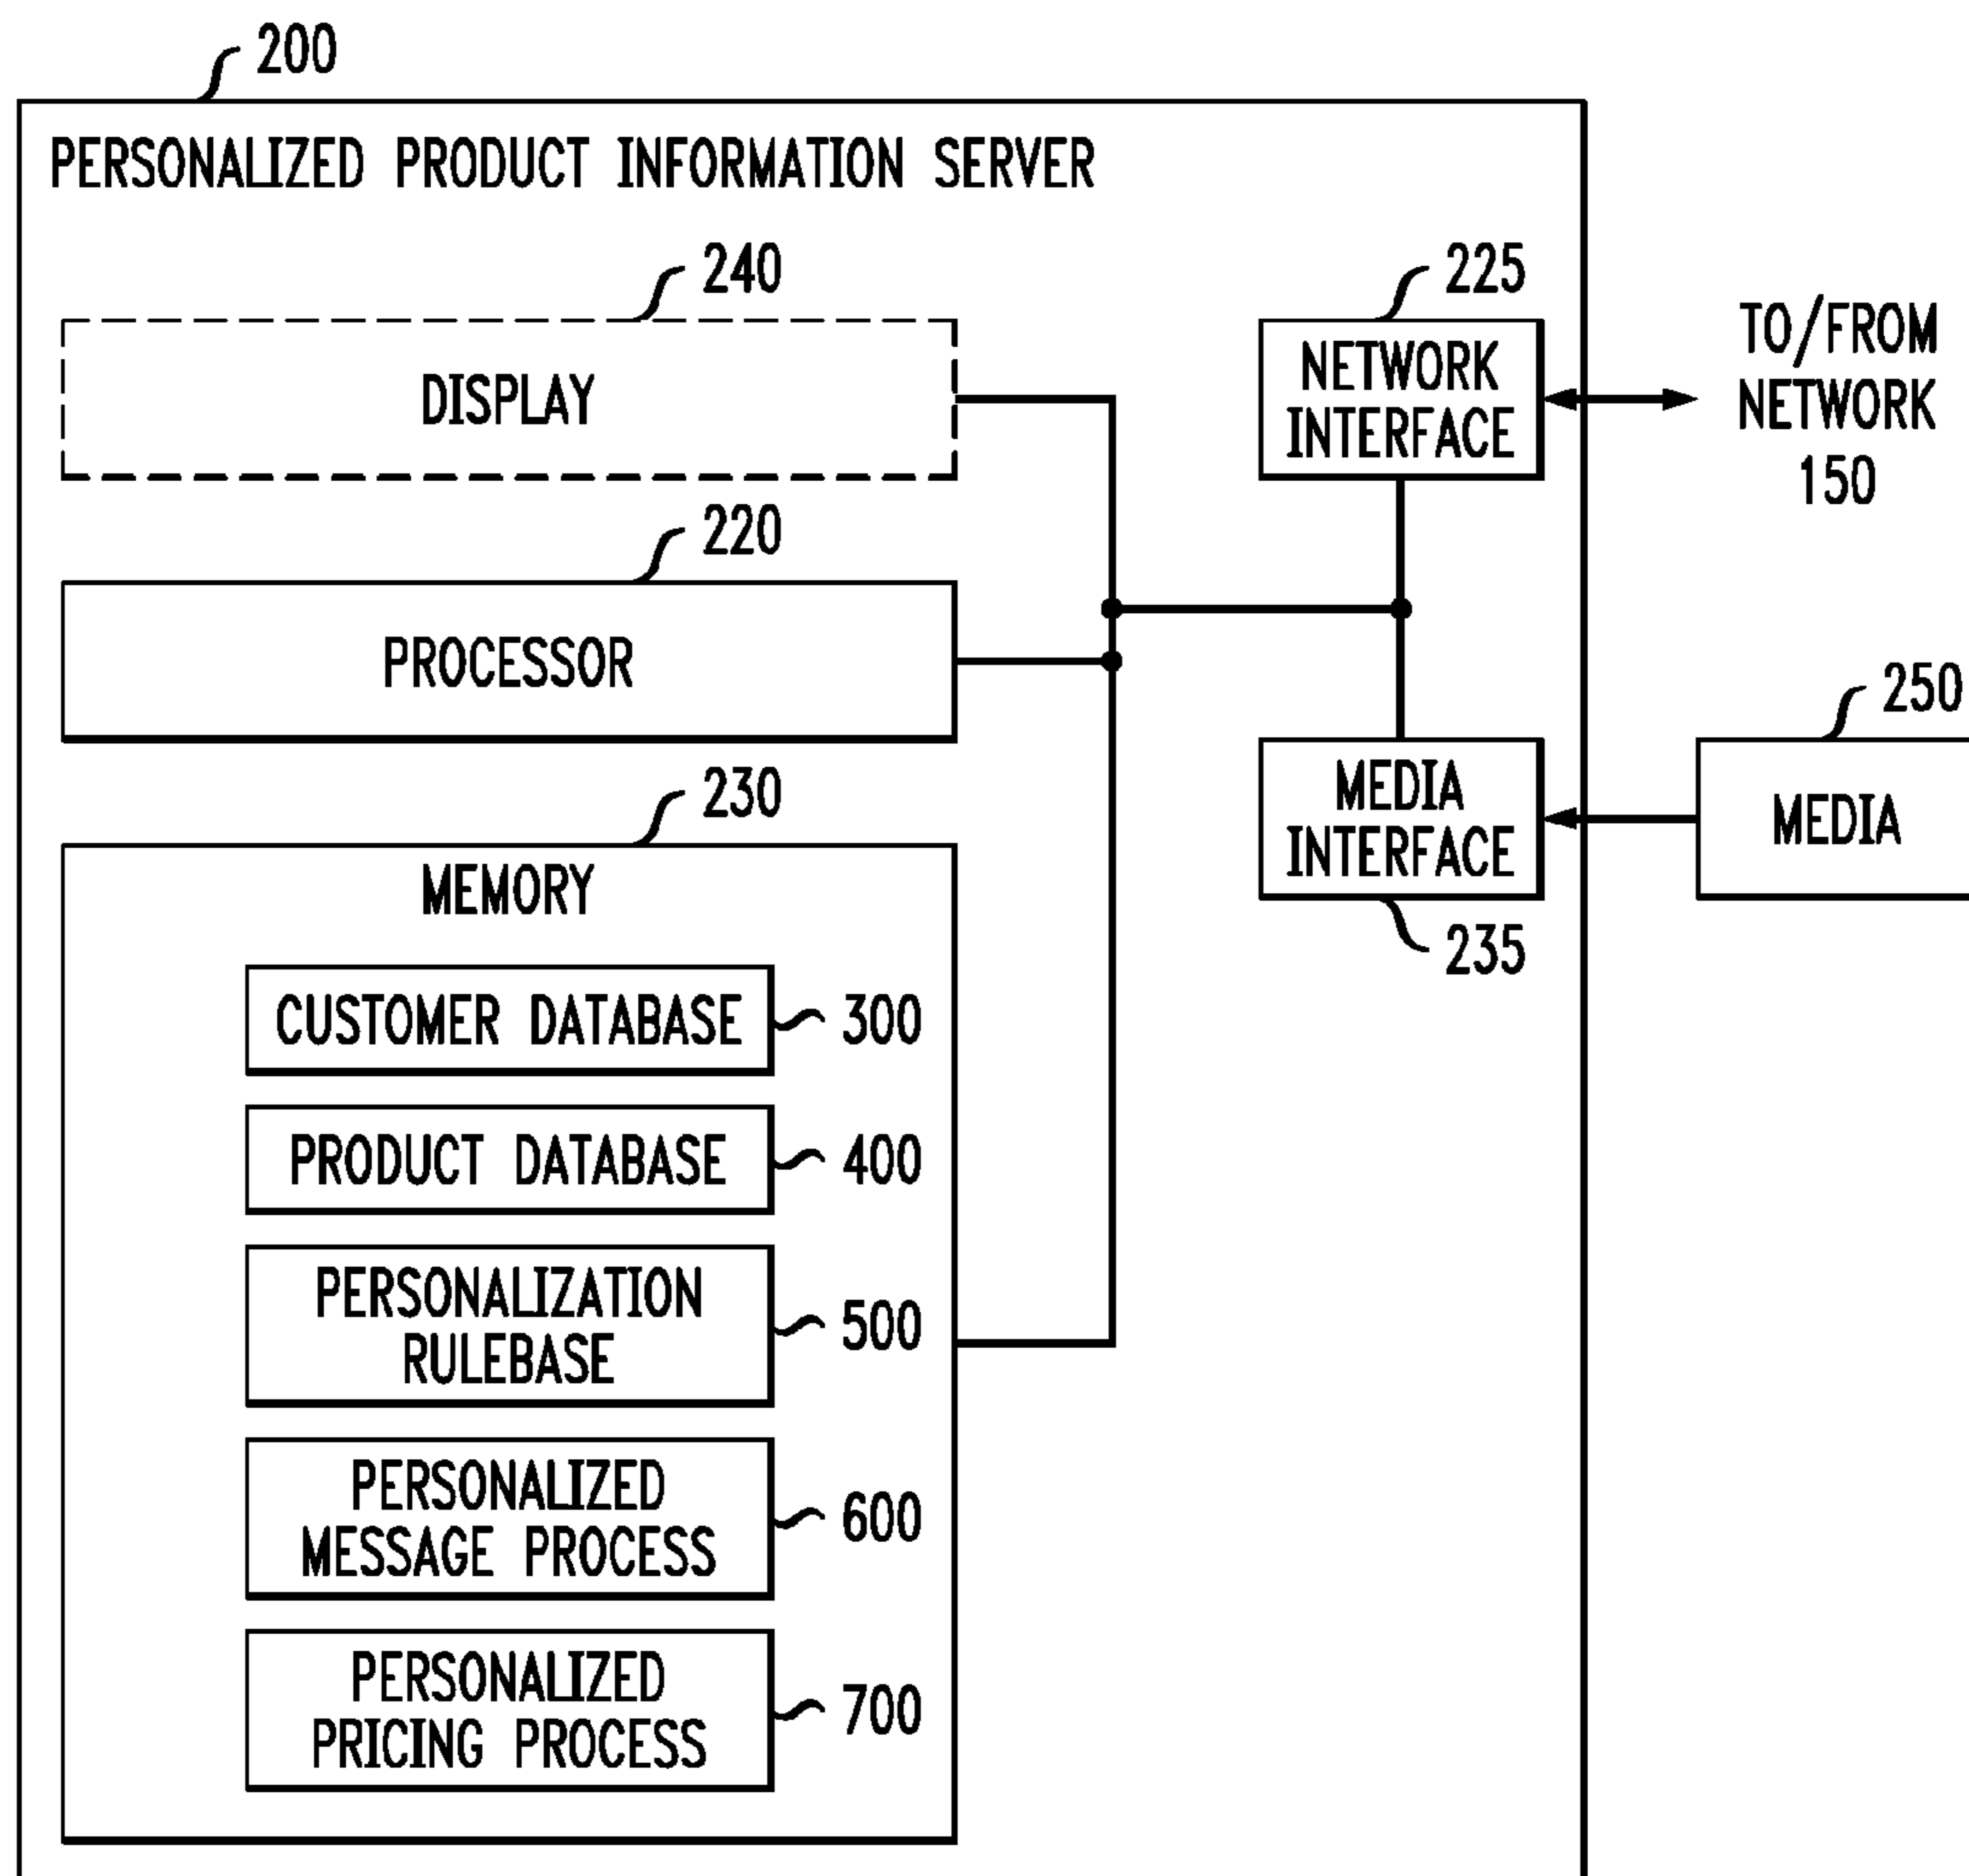 200
PERSONALIZED PRODUCT INFORMATION SERVER
240
DISPLAY
225
NETWORK
INTERFACE
TO/FROM
NETWORK
150
220
PROCESSOR
250
MEDIA
MEDIA
INTERFACE
235
230
MEMORY
CUSTOMER DATABASE
300
PRODUCT DATABASE
400
PERSONALIZATION
RULEBASE
500
PERSONALIZED
MESSAGE PROCESS
600
PERSONALIZED
PRICING PROCESS
700